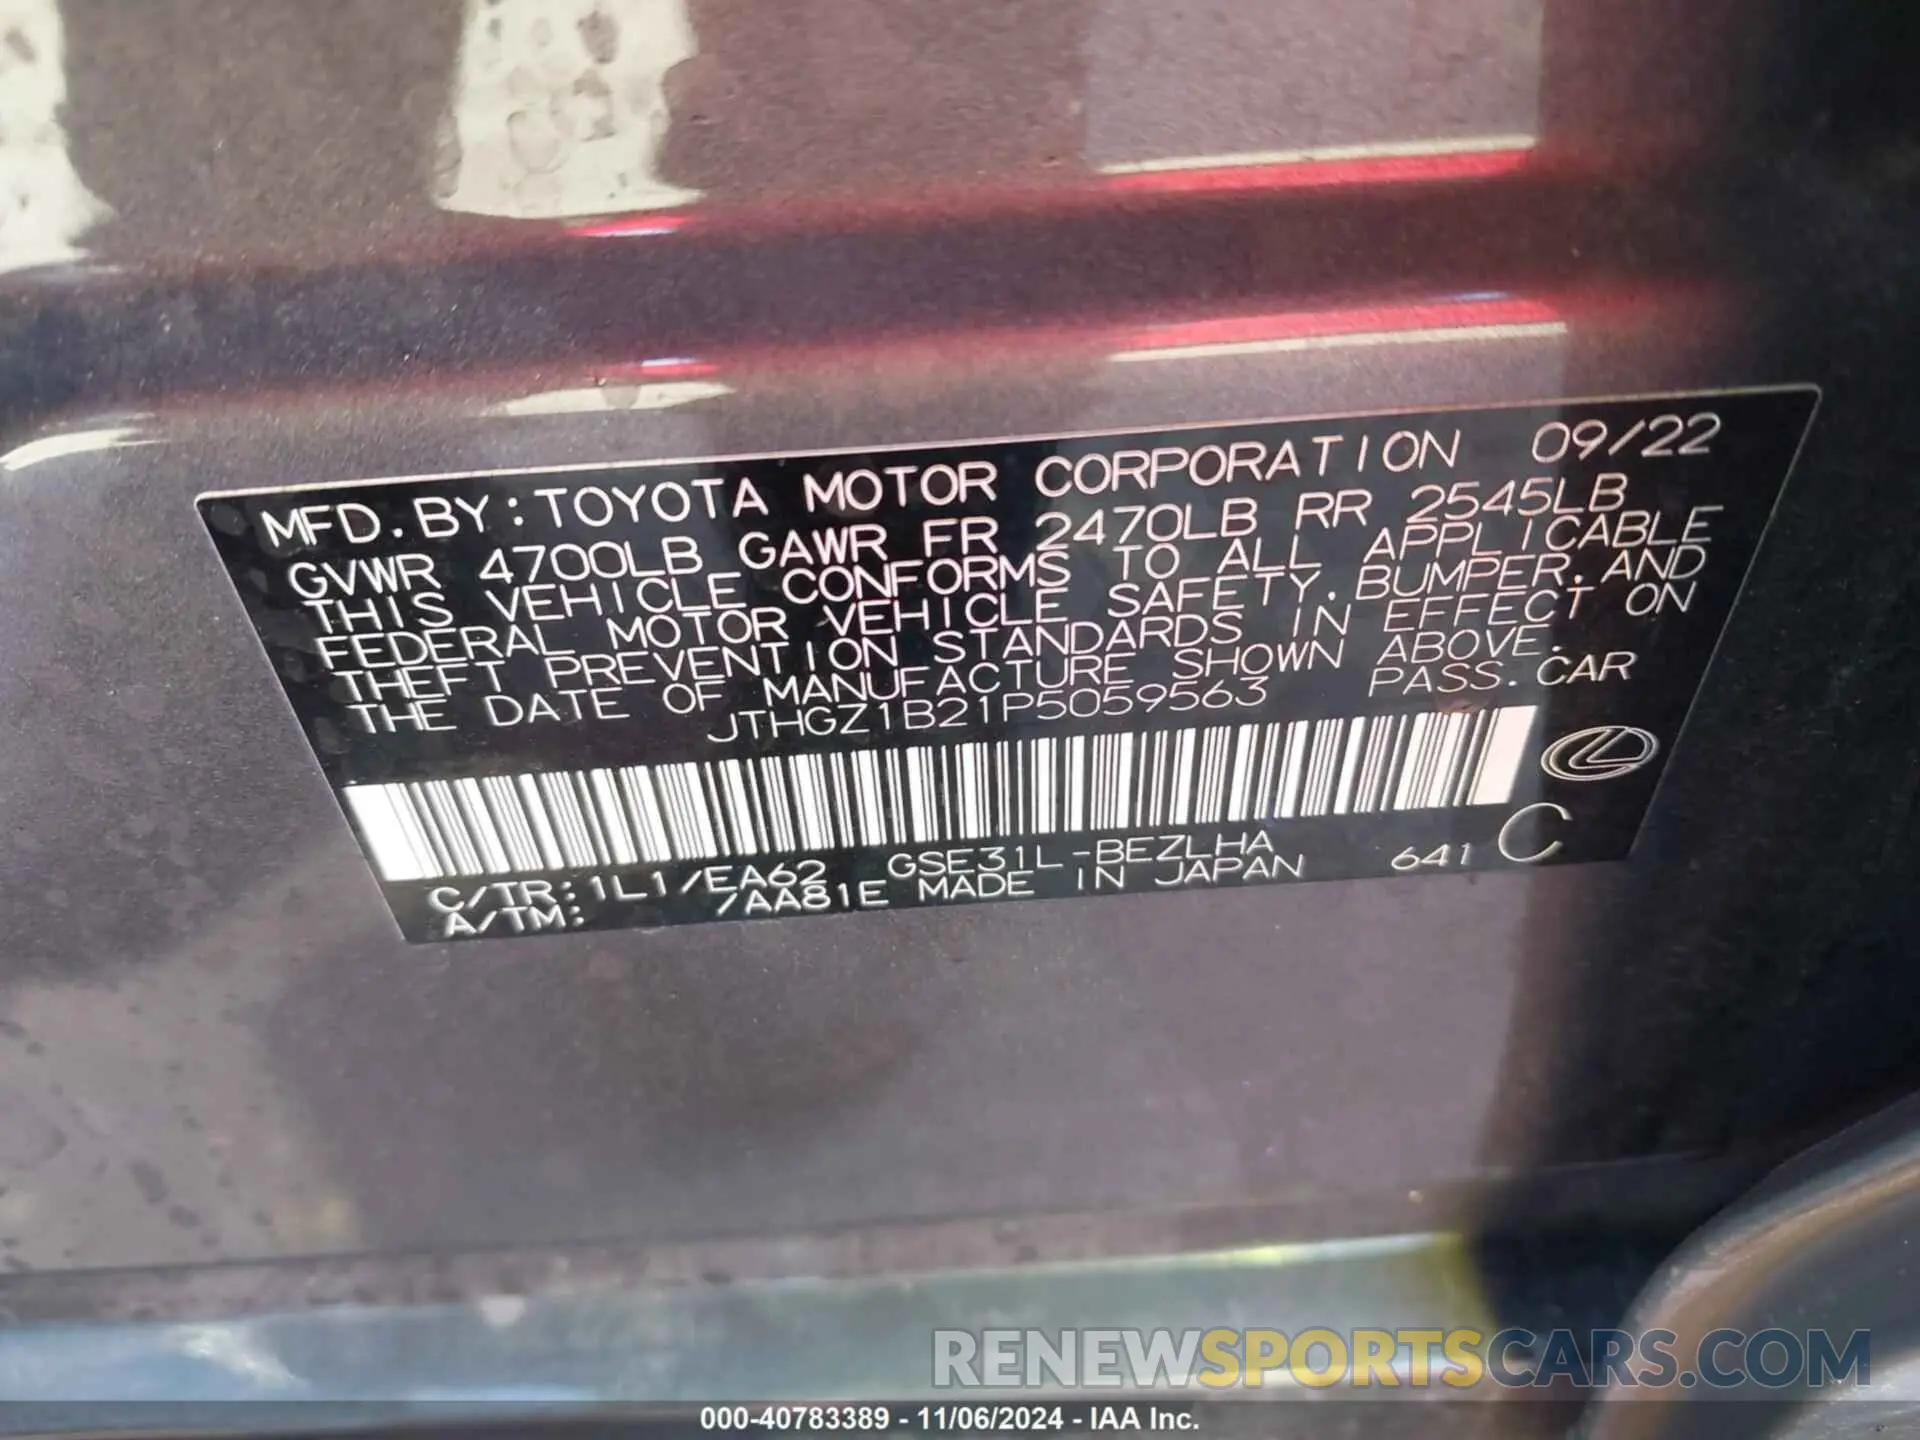 MFD. BY: TOYOTA MOTOR CORPORATION 09/22
GVWR 4700LB GAWR FR 2470LB RR 2545LB
THIS VEHICLE CONFORMS TO ALL APPLICABLE
FEDERAL MOTOR VEHICLE SAFETY, BUMPER, AND
THEFT PREVENTION STANDARDS IN EFFECT ON
THE DATE OF MANUFACTURE SHOWN ABOVE.
JTHGZ1B21P5059563 PASS. CAR
C/TR: 1L1/EA62 GSE31L-BEZLHA
A/TM: /AA81E MADE IN JAPAN 641 C
RENEWSPORTSCARS.COM
000-40783389 - 11/06/2024 - IAA Inc.